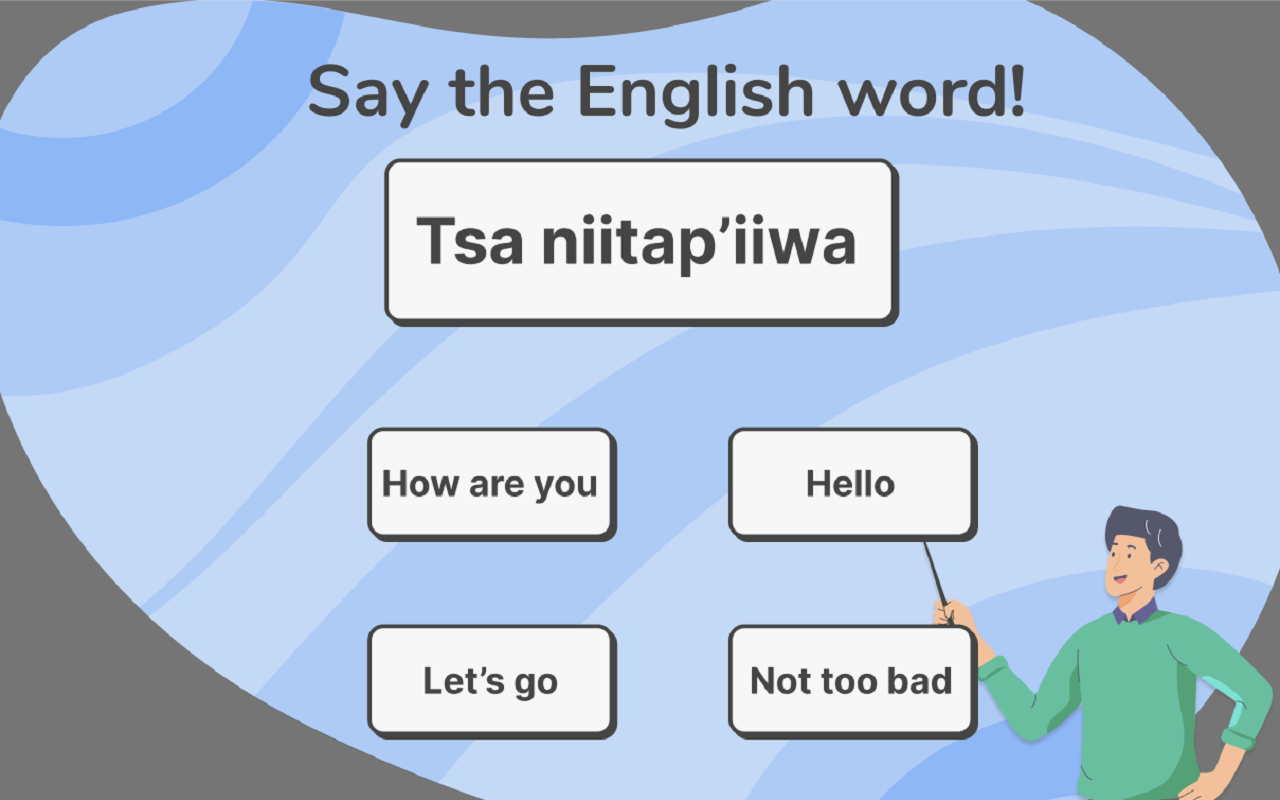 Say the English word!
Tsa niitap’iiwa
How are you
Hello
Let’s go
Not too bad